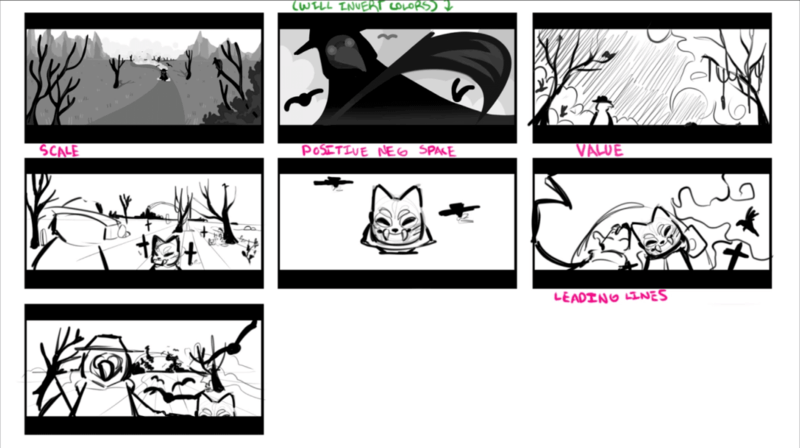 (WILL INVERT COLORS) ↓
SCALE
POSITIVE NEG SPACE
VALUE
LEADING LINES